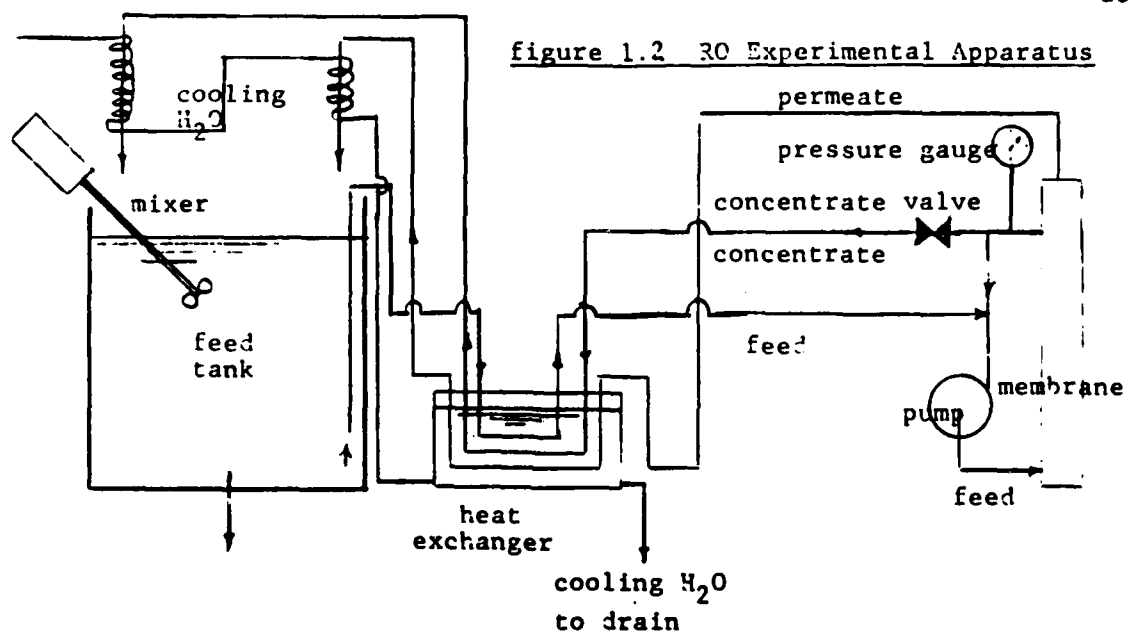 figure 1.2 RO Experimental Apparatus
permeate
cooling
H2O
pressure gauge
mixer
concentrate valve
concentrate
feed
tank
feed
membrane
pump
feed
heat
exchanger
cooling H2O
to drain